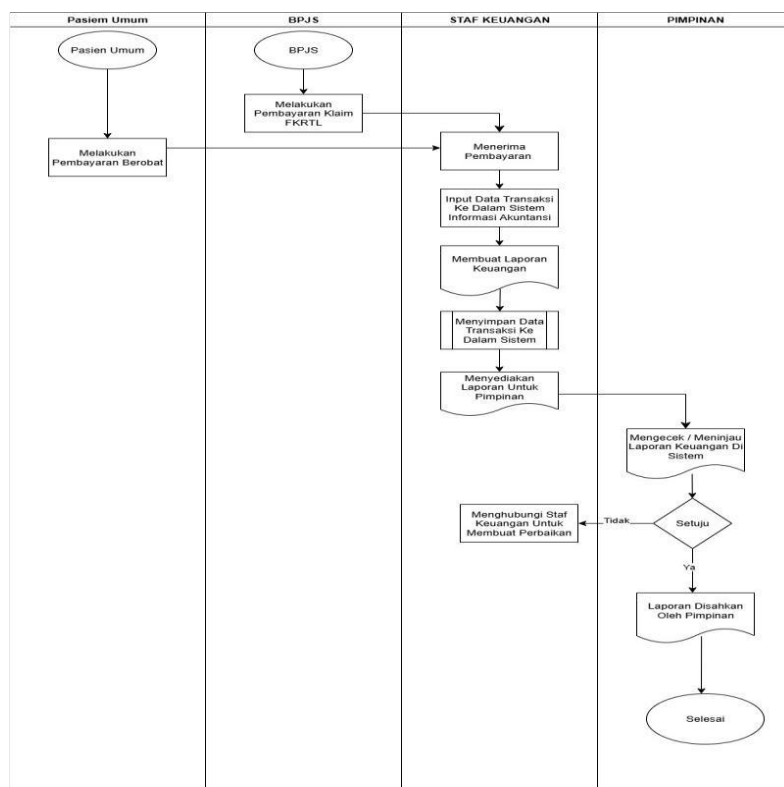 Pasiem Umum
BPJS
STAF KEUANGAN
PIMPINAN
Pasien Umum
BPJS
Melakukan
Pembayaran Klaim
FKRTL
Melakukan
Pembayaran Berobat
Menerima
Pembayaran
Input Data Transaksi
Ke Dalam Sistem
Informasi Akuntansi
Membuat Laporan
Keuangan
Menyimpan Data
Transaksi Ke
Dalam Sistem
Menyediakan
Laporan Untuk
Pimpinan
Mengecek / Meninjau
Laporan Keuangan Di
Sistem
Setuju
Tidak
Menghubungi Staf
Keuangan Untuk
Membuat Perbaikan
Ya
Laporan Disahkan
Oleh Pimpinan
Selesai